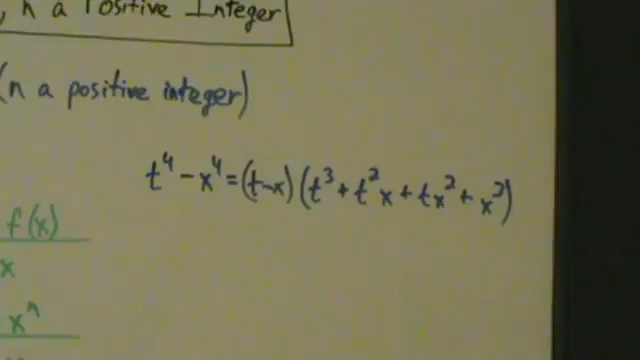 , n a Positive Integer
(n a positive integer)
t⁴ - x⁴ = (t-x) (t³ + t²x + tx² + x³)
f(x)
x
xⁿ